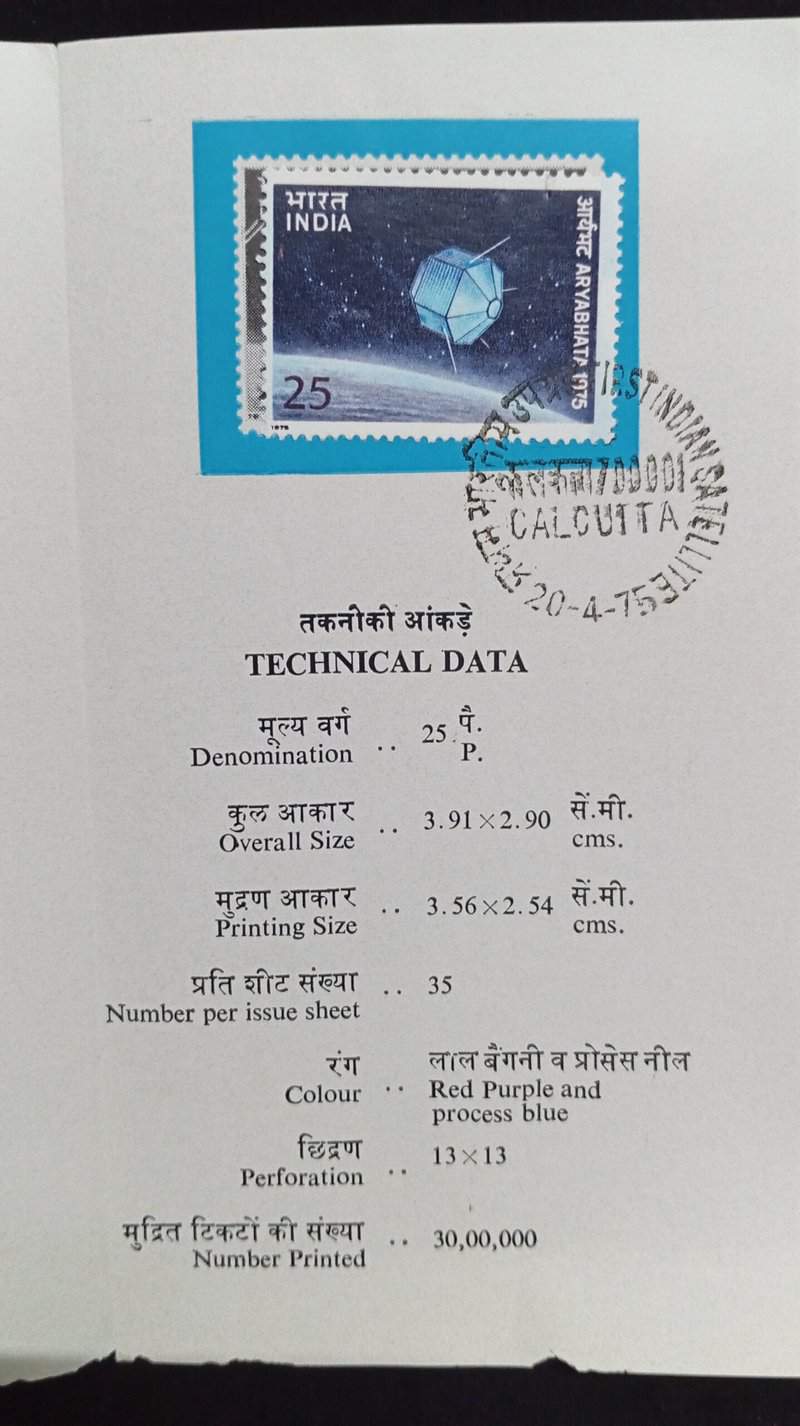 भारत
INDIA
आर्यभट ARYABHATA 1975
25
1975
FIRST INDIAN SATELLITE
कलकत्ता 700001
CALCUTTA
20-4-75
तकनीकी आंकड़े
TECHNICAL DATA
मूल्य वर्ग
Denomination .. 25 पै.
P.
कुल आकार
Overall Size .. 3.91×2.90 सें.मी.
cms.
मुद्रण आकार
Printing Size .. 3.56×2.54 सें.मी.
cms.
प्रति शीट संख्या .. 35
Number per issue sheet
रंग लाल बैंगनी व प्रोसेस नील
Colour .. Red Purple and
process blue
छिद्रण 13×13
Perforation ..
मुद्रित टिकटों की संख्या .. 30,00,000
Number Printed